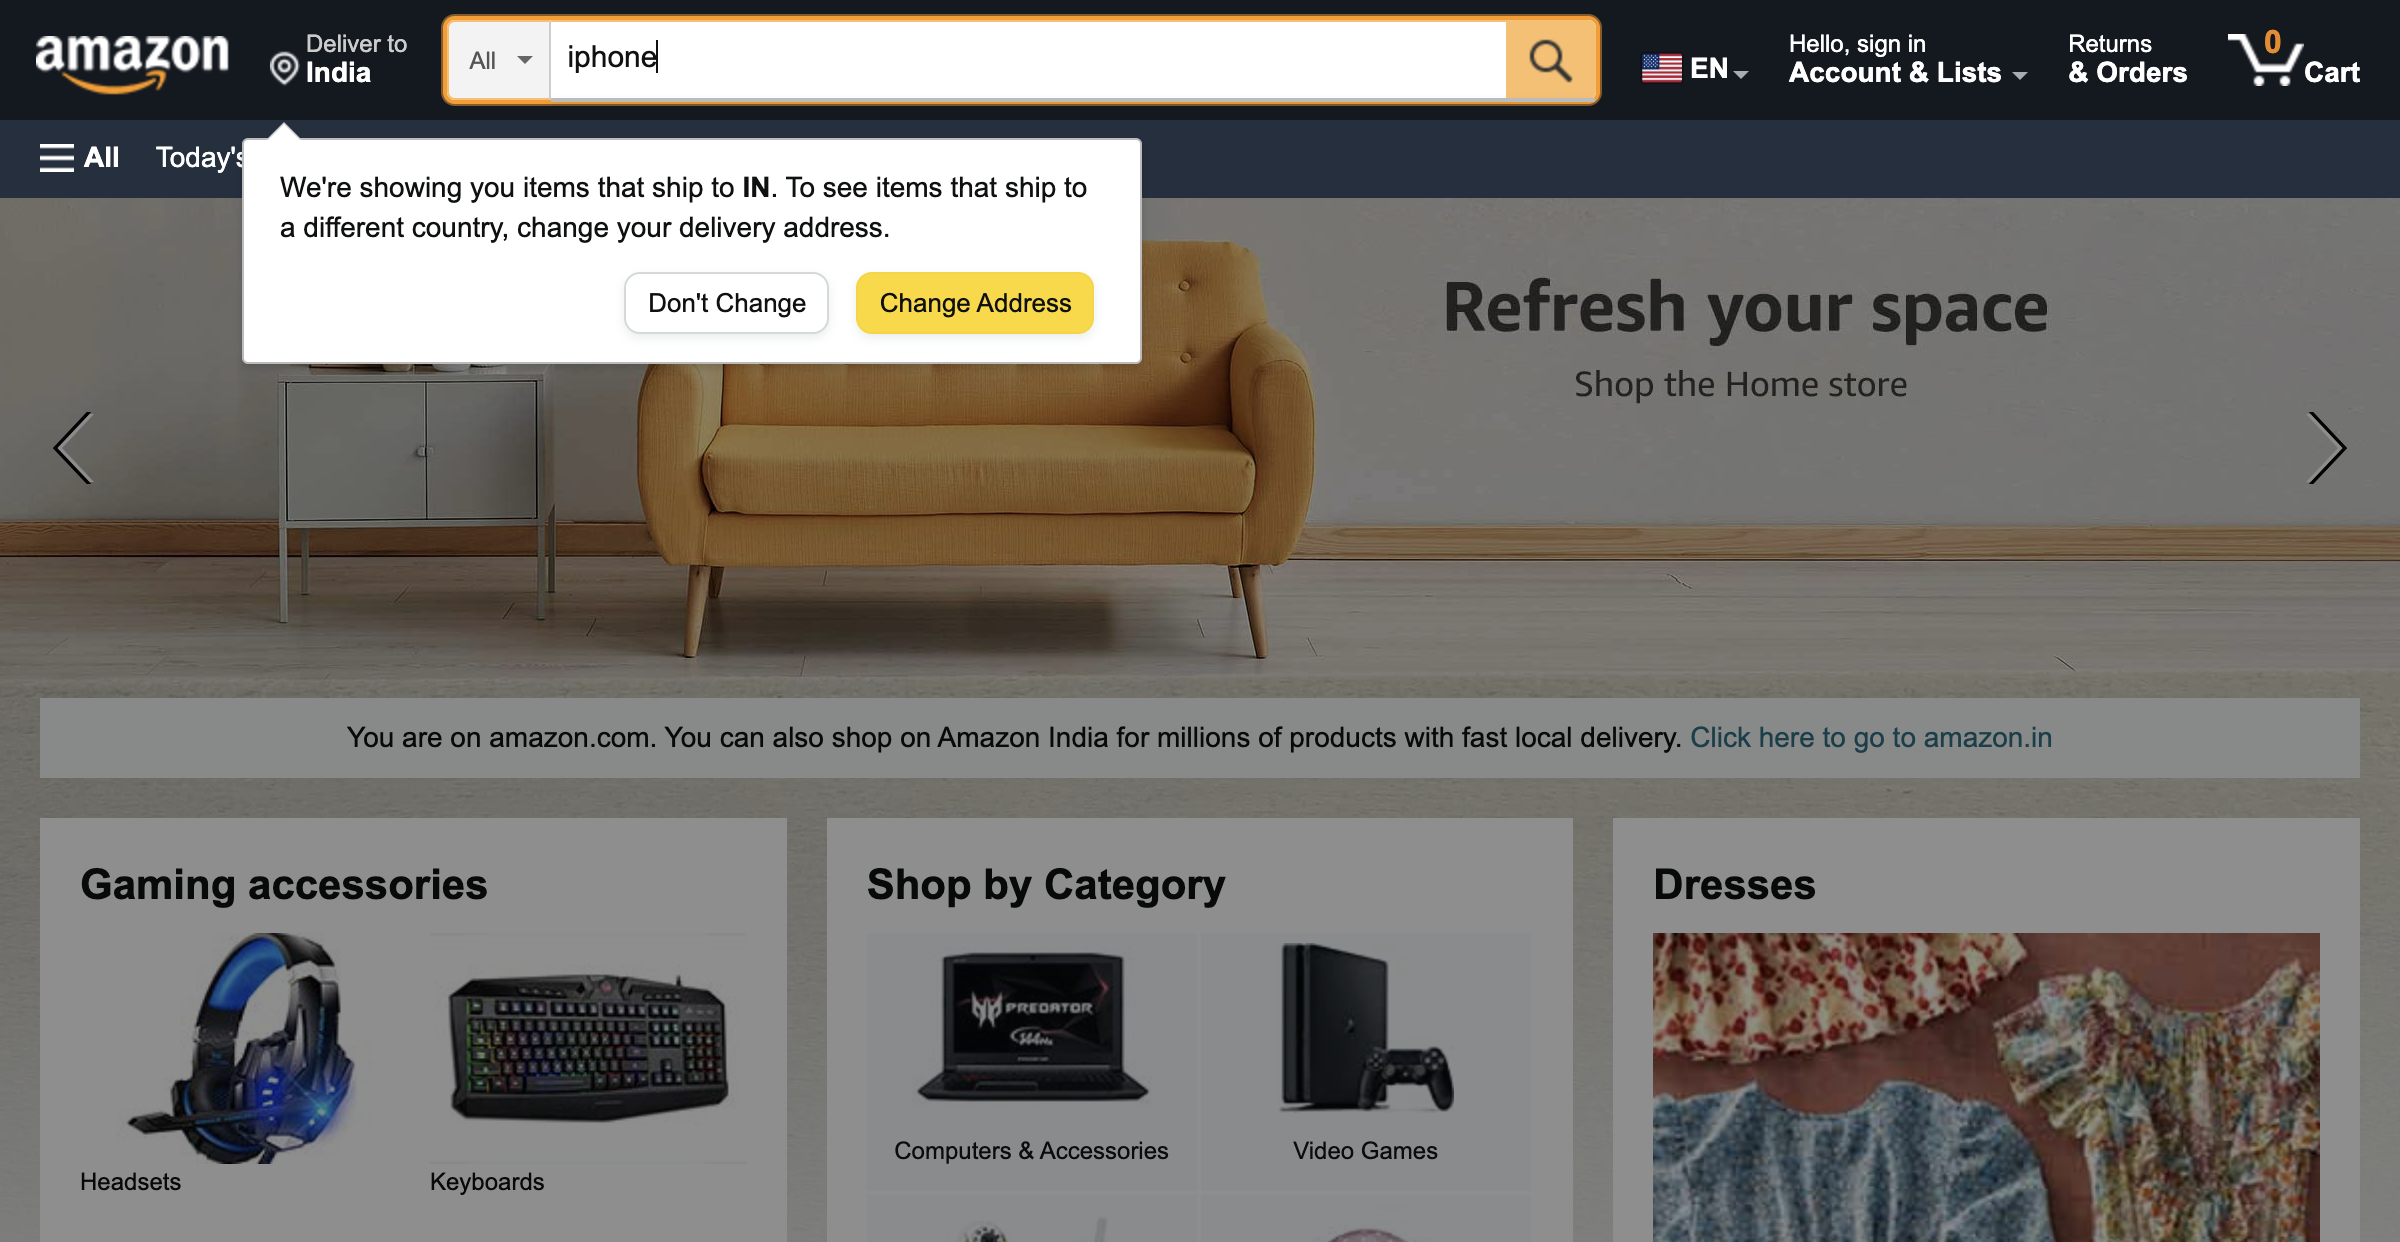 amazon
Deliver to
India
All
iphone
EN
Hello, sign in
Account & Lists
Returns
& Orders
0
Cart
All
Today's
We're showing you items that ship to IN. To see items that ship to
a different country, change your delivery address.
Don't Change
Change Address
Refresh your space
Shop the Home store
You are on amazon.com. You can also shop on Amazon India for millions of products with fast local delivery. Click here to go to amazon.in
Gaming accessories
Headsets
Keyboards
Shop by Category
PREDATOR
Computers & Accessories
Video Games
Dresses